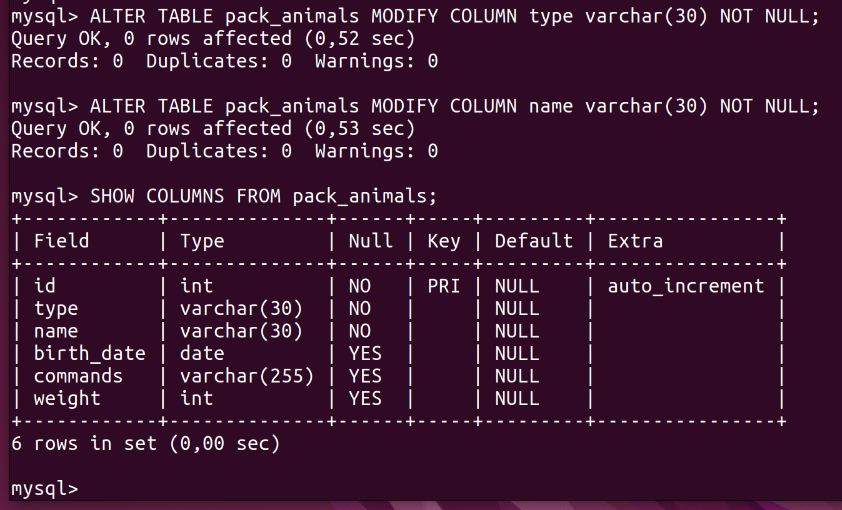 mysql> ALTER TABLE pack_animals MODIFY COLUMN type varchar(30) NOT NULL;
Query OK, 0 rows affected (0,52 sec)
Records: 0  Duplicates: 0  Warnings: 0

mysql> ALTER TABLE pack_animals MODIFY COLUMN name varchar(30) NOT NULL;
Query OK, 0 rows affected (0,53 sec)
Records: 0  Duplicates: 0  Warnings: 0

mysql> SHOW COLUMNS FROM pack_animals;
+------------+--------------+------+-----+---------+----------------+
| Field      | Type         | Null | Key | Default | Extra          |
+------------+--------------+------+-----+---------+----------------+
| id         | int          | NO   | PRI | NULL    | auto_increment |
| type       | varchar(30)  | NO   |     | NULL    |                |
| name       | varchar(30)  | NO   |     | NULL    |                |
| birth_date | date         | YES  |     | NULL    |                |
| commands   | varchar(255) | YES  |     | NULL    |                |
| weight     | int          | YES  |     | NULL    |                |
+------------+--------------+------+-----+---------+----------------+
6 rows in set (0,00 sec)

mysql>